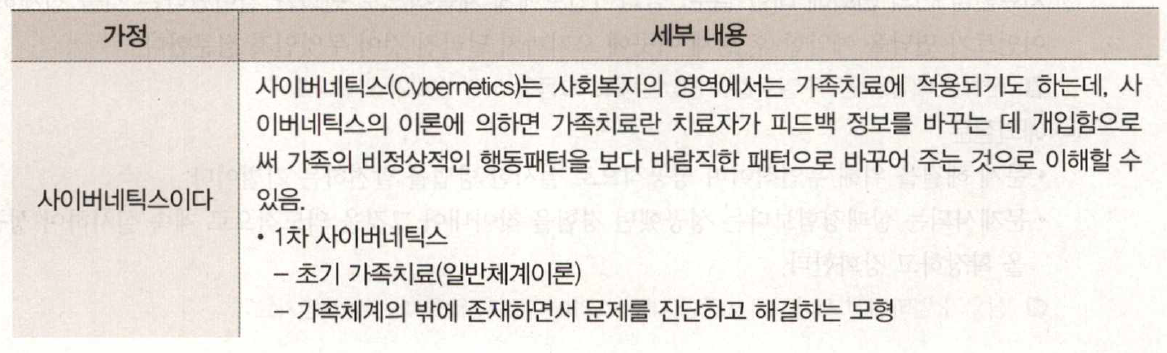 가정
세부 내용
사이버네틱스이다
사이버네틱스(Cybernetics)는 사회복지의 영역에서는 가족치료에 적용되기도 하는데, 사
이버네틱스의 이론에 의하면 가족치료란 치료자가 피드백 정보를 바꾸는 데 개입함으로
써 가족의 비정상적인 행동패턴을 보다 바람직한 패턴으로 바꾸어 주는 것으로 이해할 수
있음.
• 1차 사이버네틱스
– 초기 가족치료(일반체계이론)
– 가족체계의 밖에 존재하면서 문제를 진단하고 해결하는 모형